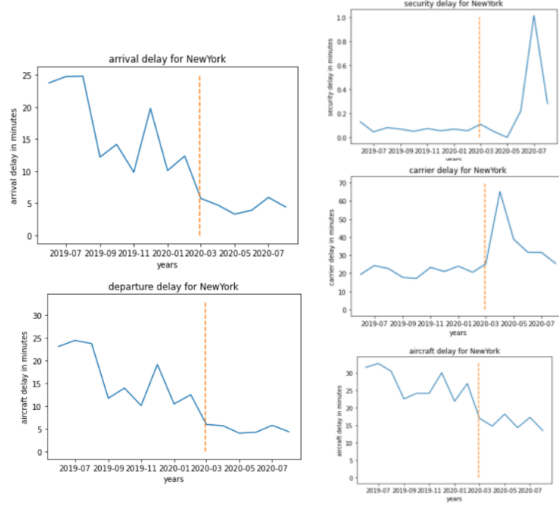 arrival delay for NewYork
arrival delay in minutes
25
20
15
10
5
0
2019-07 2019-09 2019-11 2020-01 2020-03 2020-05 2020-07
years
departure delay for NewYork
aircraft delay in minutes
30
25
20
15
10
5
0
2019-07 2019-09 2019-11 2020-01 2020-03 2020-05 2020-07
years
security delay for NewYork
security delay in minutes
1.0
0.8
0.6
0.4
0.2
0.0
2019-07 2019-09 2019-11 2020-01 2020-03 2020-05 2020-07
years
carrier delay for NewYork
carrier delay in minutes
70
60
50
40
30
20
10
0
2019-07 2019-09 2019-11 2020-01 2020-03 2020-05 2020-07
years
aircraft delay for NewYork
aircraft delay in minutes
30
25
20
15
10
5
0
2019-07 2019-09 2019-11 2020-01 2020-03 2020-05 2020-07
years